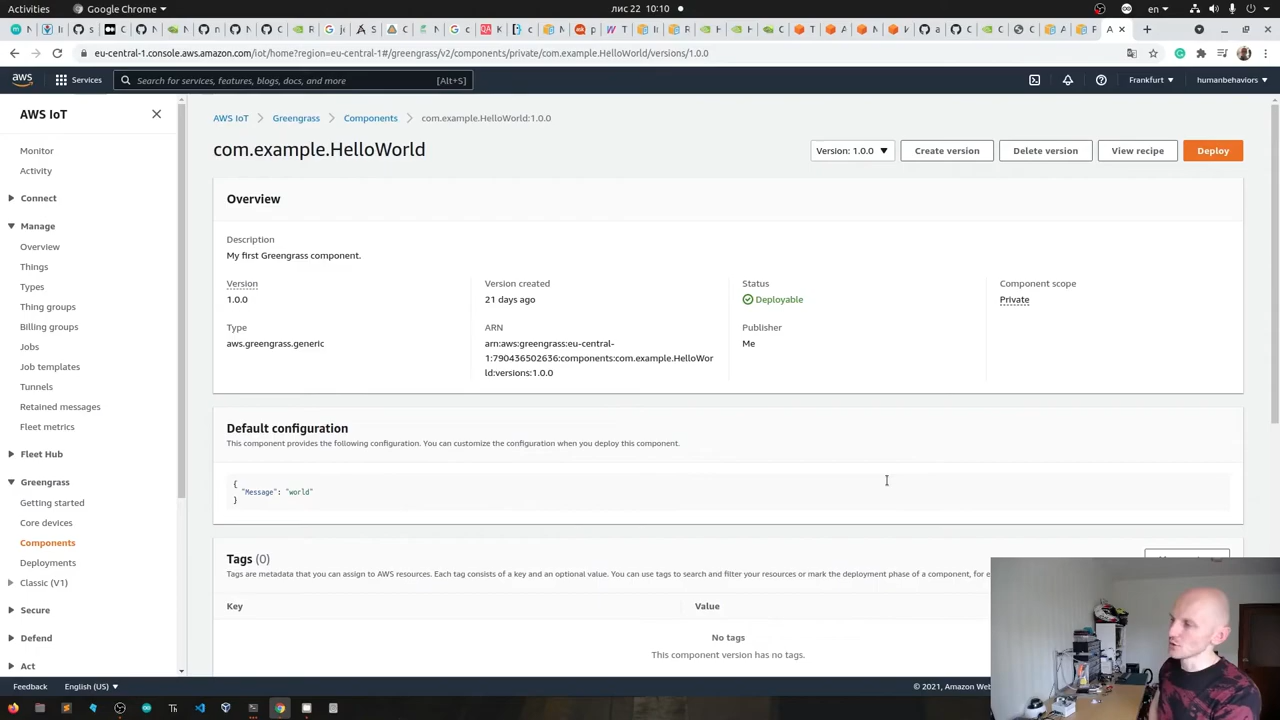 Activities
Google Chrome
лис 22 10:10
en
eu-central-1.console.aws.amazon.com/iot/home?region=eu-central-1#/greengrass/v2/components/private/com.example.HelloWorld/versions/1.0.0
aws
Services
Search for services, features, blogs, docs, and more
[Alt+S]
Frankfurt
humanbehaviors
AWS IoT
Monitor
Activity
Connect
Manage
Overview
Things
Types
Thing groups
Billing groups
Jobs
Job templates
Tunnels
Retained messages
Fleet metrics
Fleet Hub
Greengrass
Getting started
Core devices
Components
Deployments
Classic (V1)
Secure
Defend
Act
AWS IoT > Greengrass > Components > com.example.HelloWorld:1.0.0
com.example.HelloWorld
Version: 1.0.0
Create version
Delete version
View recipe
Deploy
Overview
Description
My first Greengrass component.
Version
1.0.0
Type
aws.greengrass.generic
Version created
21 days ago
ARN
arn:aws:greengrass:eu-central-
1:790436502636:components:com.example.HelloWor
ld:versions:1.0.0
Status
Deployable
Publisher
Me
Component scope
Private
Default configuration
This component provides the following configuration. You can customize the configuration when you deploy this component.
{
"Message": "world"
}
Tags (0)
Tags are metadata that you can assign to AWS resources. Each tag consists of a key and an optional value. You can use tags to search and filter your resources or mark the deployment phase of a component, for
Key
Value
No tags
This component version has no tags.
Feedback
English (US)
© 2021, Amazon Web